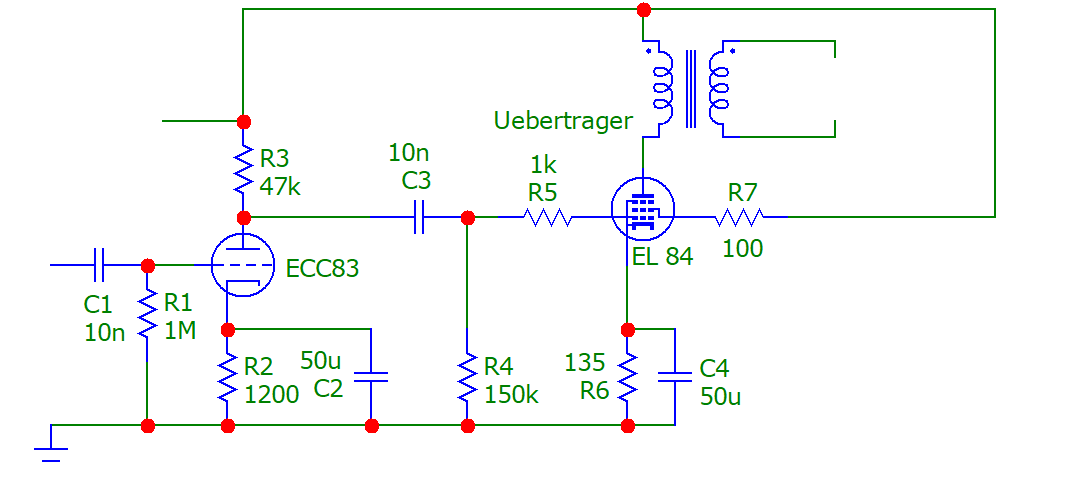 Uebertrager
R3
47k
10n
C3
1k
R5
R7
100
EL 84
ECC83
C1
10n
R1
1M
R2
1200
50u
C2
R4
150k
135
R6
C4
50u